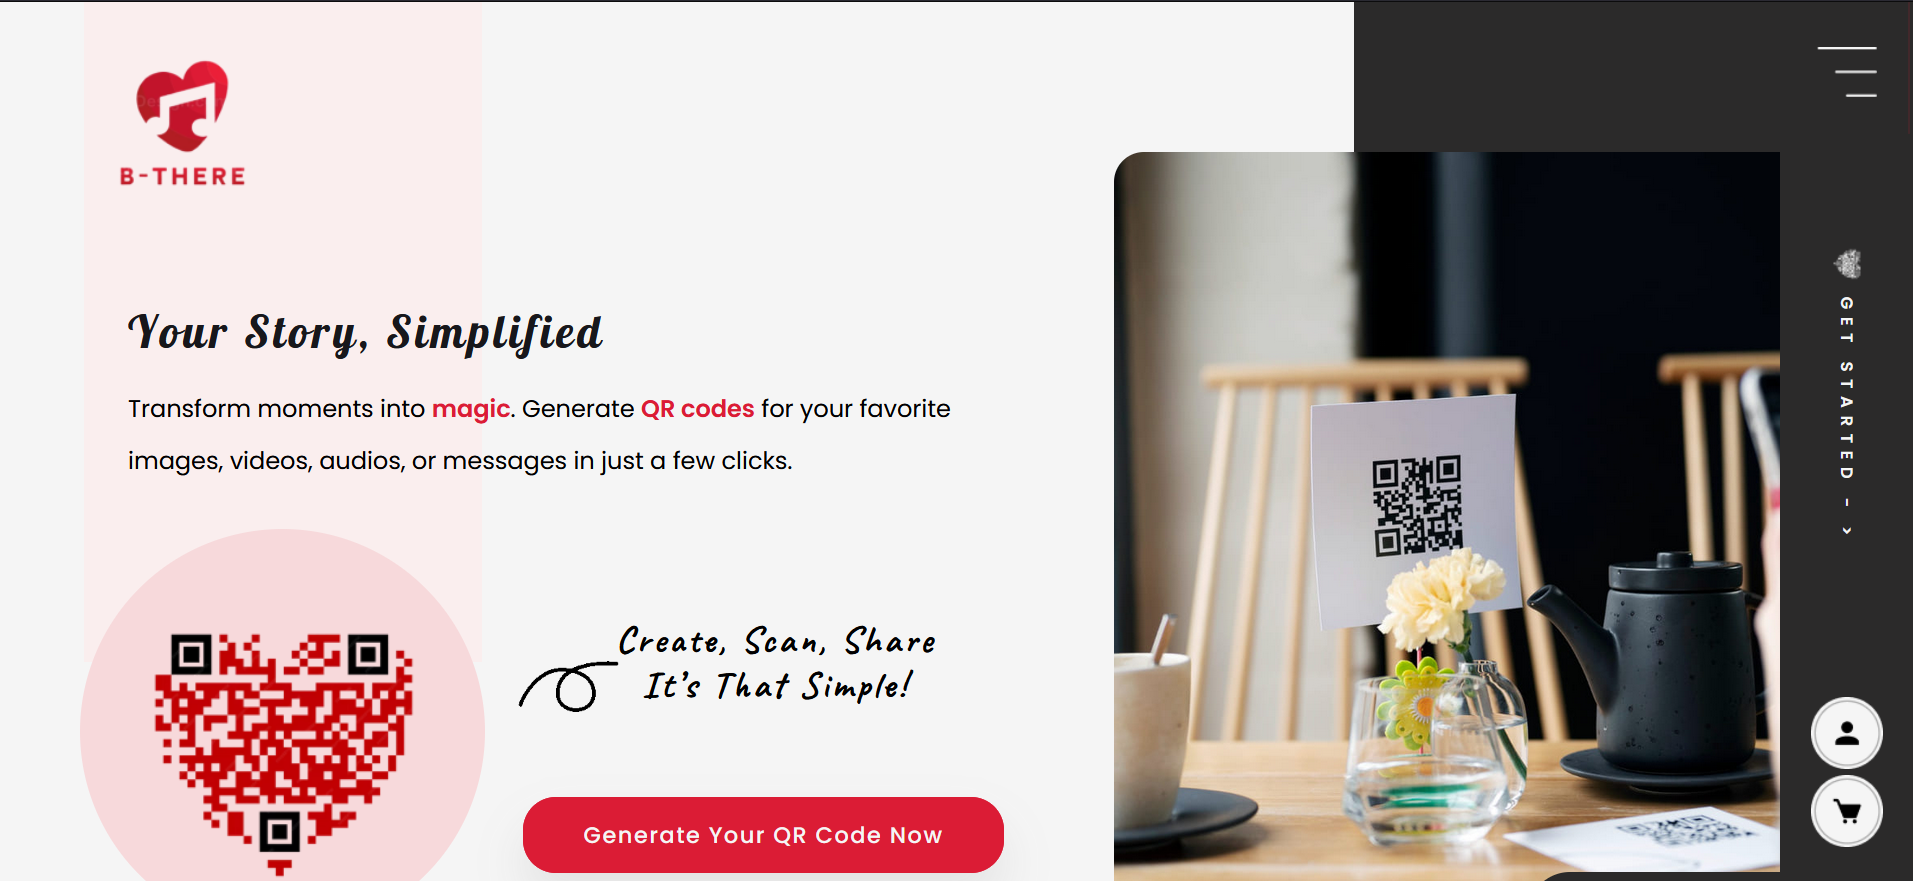 B-THERE
Your Story, Simplified
Transform moments into magic. Generate QR codes for your favorite
images, videos, audios, or messages in just a few clicks.
Create, Scan, Share
It's That Simple!
Generate Your QR Code Now
GET STARTED - >